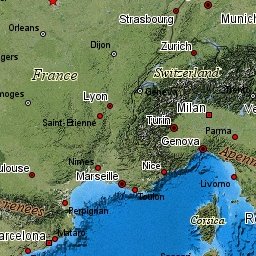 Strasbourg
Munich
Orleans
Dijon
Zurich
France
Switzerland
Geneva
Lyon
Milan
Saint-Etienne
Turin
Parma
Genova
Nimes
Nice
Marseille
Livorno
Toulon
Perpignan
Corsica
Mataro